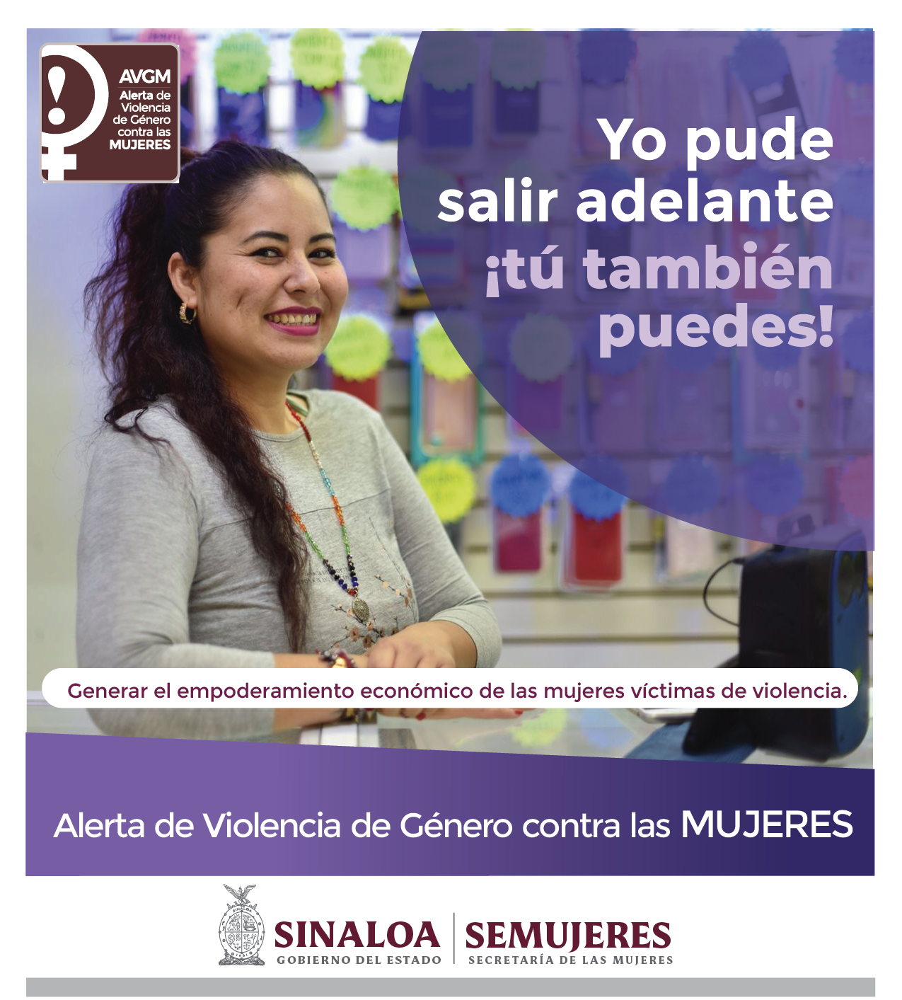 AVGM
Alerta de
Violencia
de Género
contra las
MUJERES
Yo pude
salir adelante
¡tú también
puedes!
Generar el empoderamiento económico de las mujeres víctimas de violencia.
Alerta de Violencia de Género contra las MUJERES
SINALOA
GOBIERNO DEL ESTADO
SEMUJERES
SECRETARÍA DE LAS MUJERES